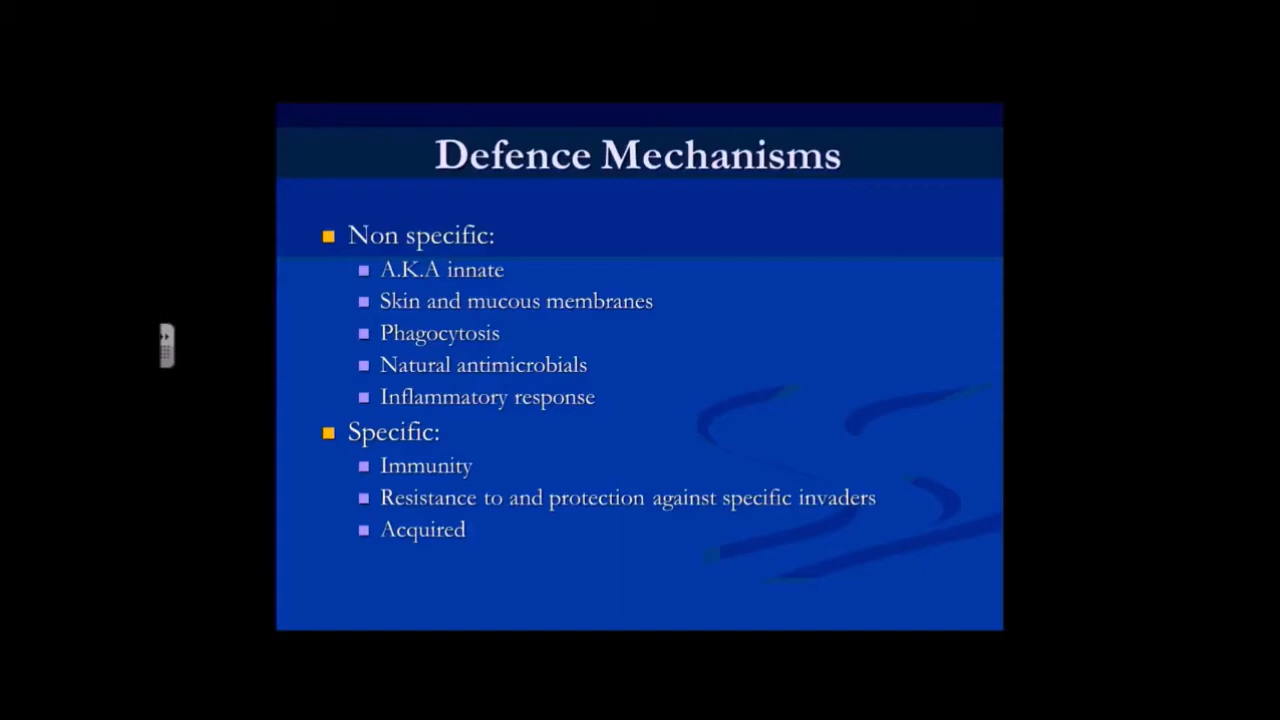 Defence Mechanisms
Non specific:
A.K.A innate
Skin and mucous membranes
Phagocytosis
Natural antimicrobials
Inflammatory response
Specific:
Immunity
Resistance to and protection against specific invaders
Acquired